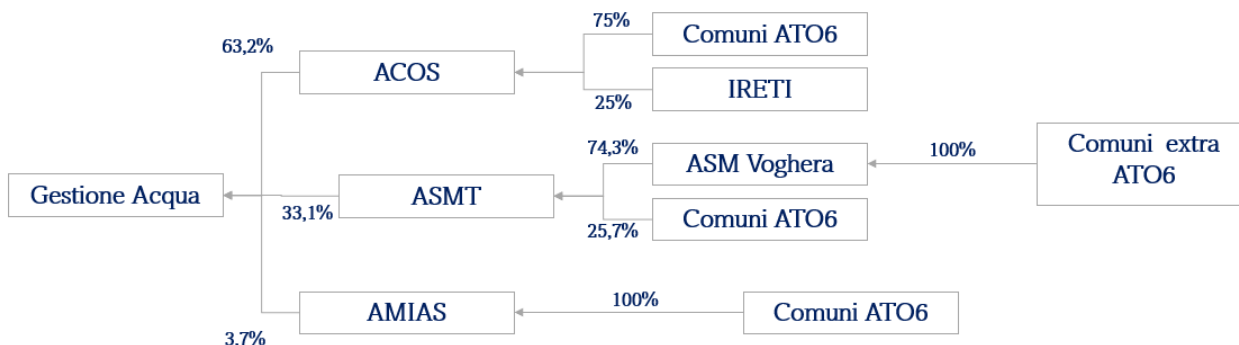 75%
Comuni ATO6
63,2%
ACOS
IRETI
25%
74,3%
ASM Voghera
100%
Comuni extra
ATO6
Gestione Acqua
ASMT
33,1%
Comuni ATO6
25,7%
AMIAS
100%
Comuni ATO6
3,7%